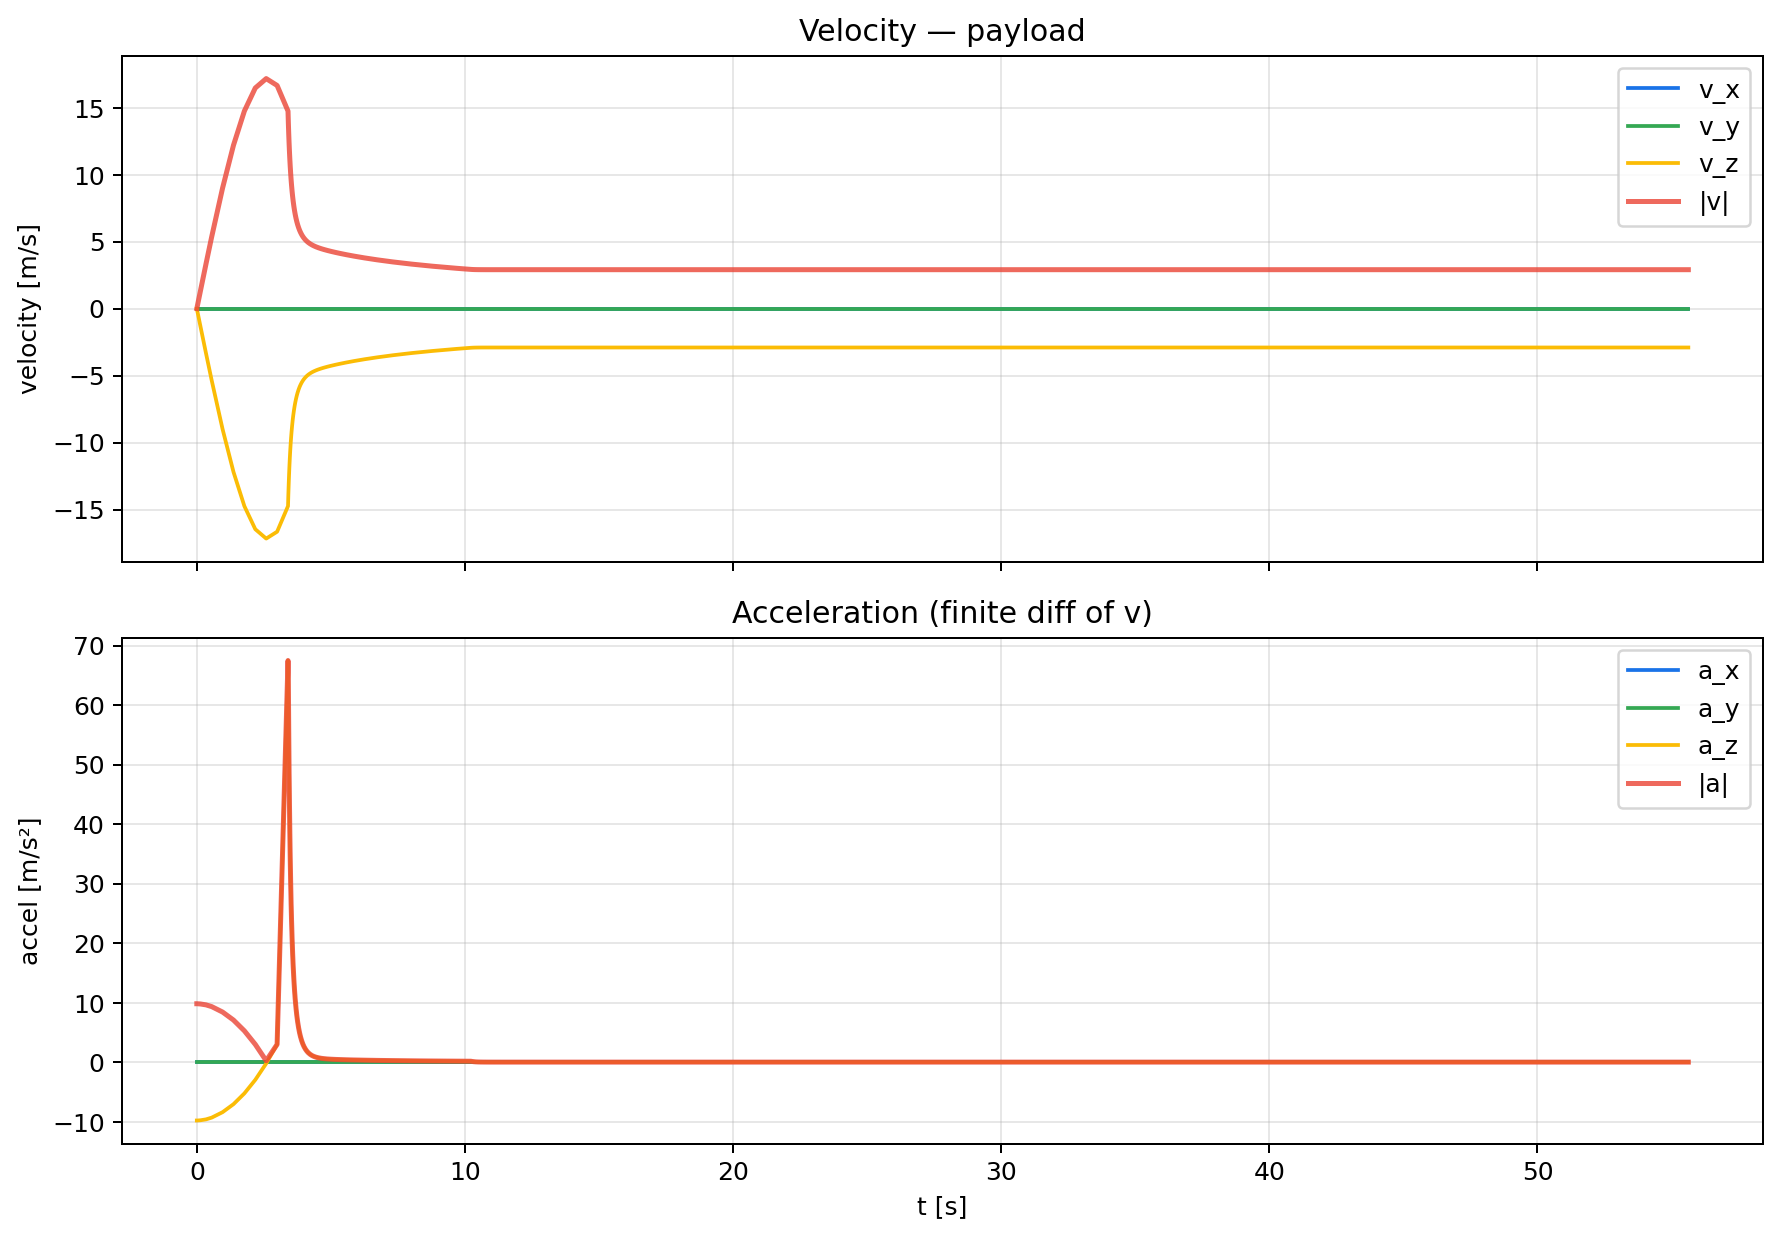 Velocity — payload
velocity [m/s]
15
10
5
0
−5
−10
−15
v_x
v_y
v_z
|v|
Acceleration (finite diff of v)
accel [m/s²]
70
60
50
40
30
20
10
0
−10
a_x
a_y
a_z
|a|
0 10 20 30 40 50
t [s]